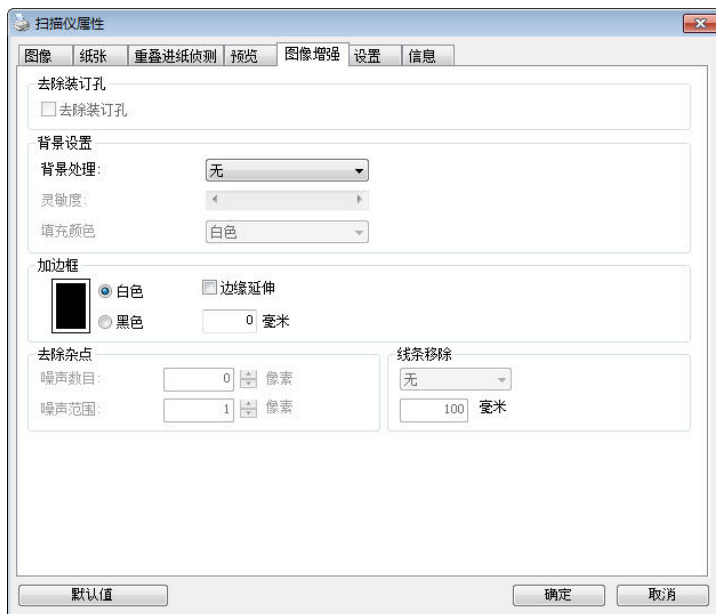 扫描仪属性
图像 纸张 重叠进纸侦测 预览 图像增强 设置 信息
去除装订孔
去除装订孔
背景设置
背景处理: 无
灵敏度:
填充颜色 白色
加边框
白色 边缘延伸
黑色 0 毫米
去除杂点 线条移除
噪声数目: 0 像素 无
噪声范围: 1 像素 100 毫米
默认值 确定 取消